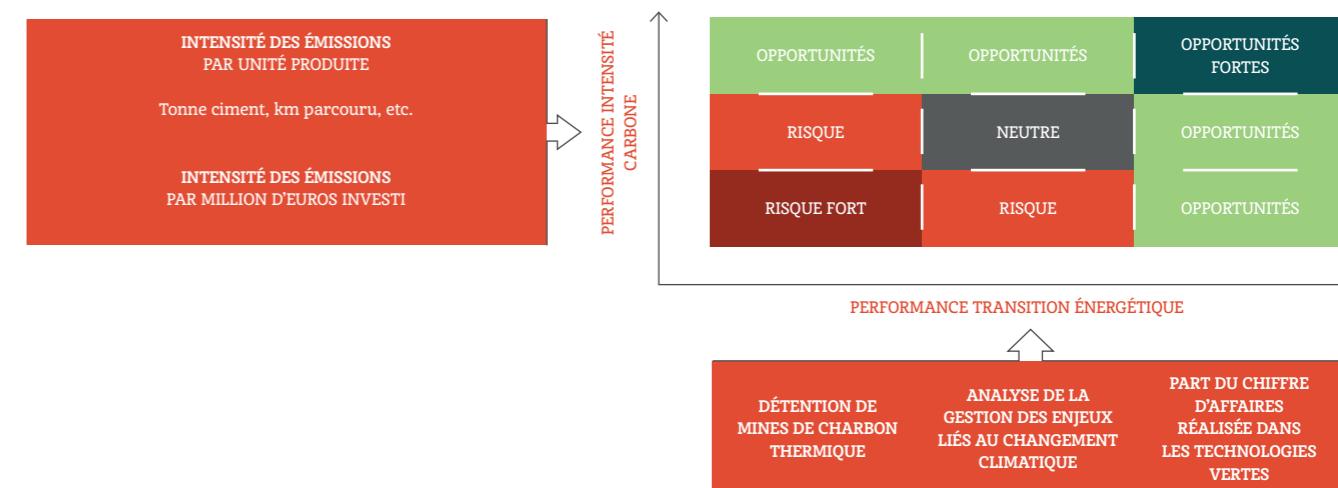 INTENSITÉ DES ÉMISSIONS
PAR UNITÉ PRODUITE
Tonne ciment, km parcouru, etc.
INTENSITÉ DES ÉMISSIONS
PAR MILLION D'EUROS INVESTI
PERFORMANCE INTENSITÉ
CARBONE
OPPORTUNITÉS
OPPORTUNITÉS
OPPORTUNITÉS
FORTES
RISQUE
NEUTRE
OPPORTUNITÉS
RISQUE FORT
RISQUE
OPPORTUNITÉS
PERFORMANCE TRANSITION ÉNERGÉTIQUE
DÉTENTION DE
MINES DE CHARBON
THERMIQUE
ANALYSE DE LA
GESTION DES ENJEUX
LIÉS AU CHANGEMENT
CLIMATIQUE
PART DU CHIFFRE
D'AFFAIRES
RÉALISÉE DANS
LES TECHNOLOGIES
VERTES